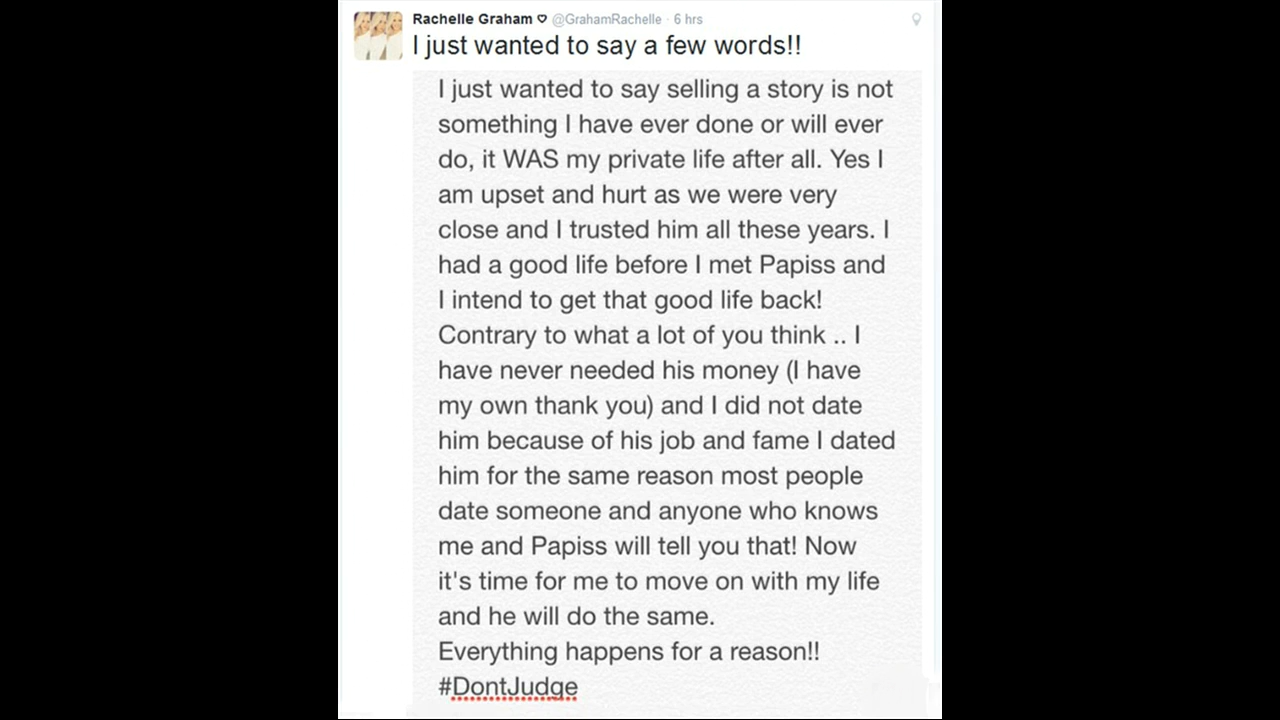 Rachelle Graham ♡ @GrahamRachelle · 6 hrs
I just wanted to say a few words!!
I just wanted to say selling a story is not
something I have ever done or will ever
do, it WAS my private life after all. Yes I
am upset and hurt as we were very
close and I trusted him all these years. I
had a good life before I met Papiss and
I intend to get that good life back!
Contrary to what a lot of you think .. I
have never needed his money (I have
my own thank you) and I did not date
him because of his job and fame I dated
him for the same reason most people
date someone and anyone who knows
me and Papiss will tell you that! Now
it's time for me to move on with my life
and he will do the same.
Everything happens for a reason!!
#DontJudge